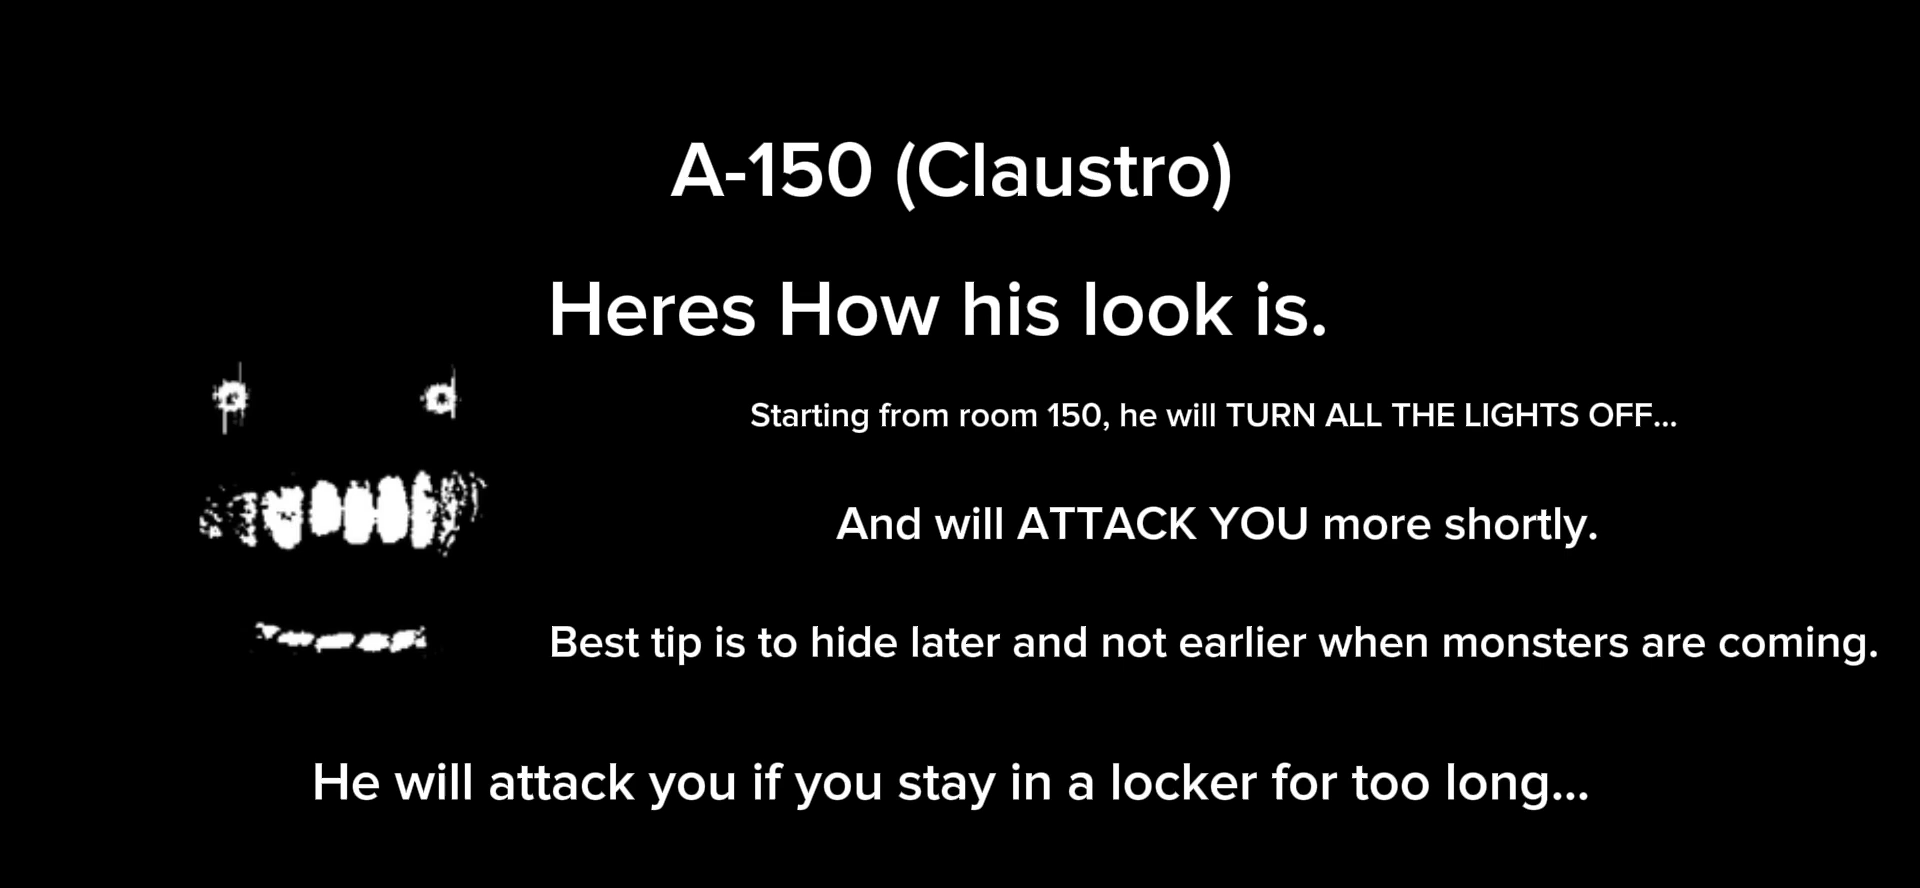 A-150 (Claustro)
Heres How his look is.
Starting from room 150, he will TURN ALL THE LIGHTS OFF...
And will ATTACK YOU more shortly.
Best tip is to hide later and not earlier when monsters are coming.
He will attack you if you stay in a locker for too long...